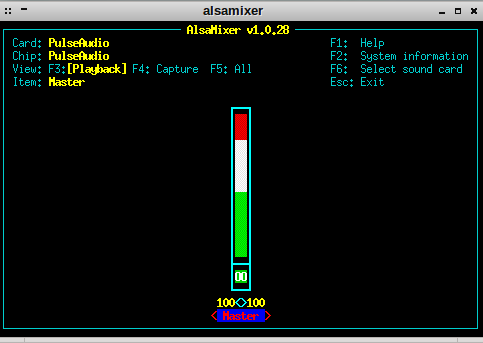 alsamixer
AlsaMixer v1.0.28
Card: PulseAudio F1: Help
Chip: PulseAudio F2: System information
View: F3:[Playback] F4: Capture F5: All F6: Select sound card
Item: Master Esc: Exit
OO
100<>100
< Master >